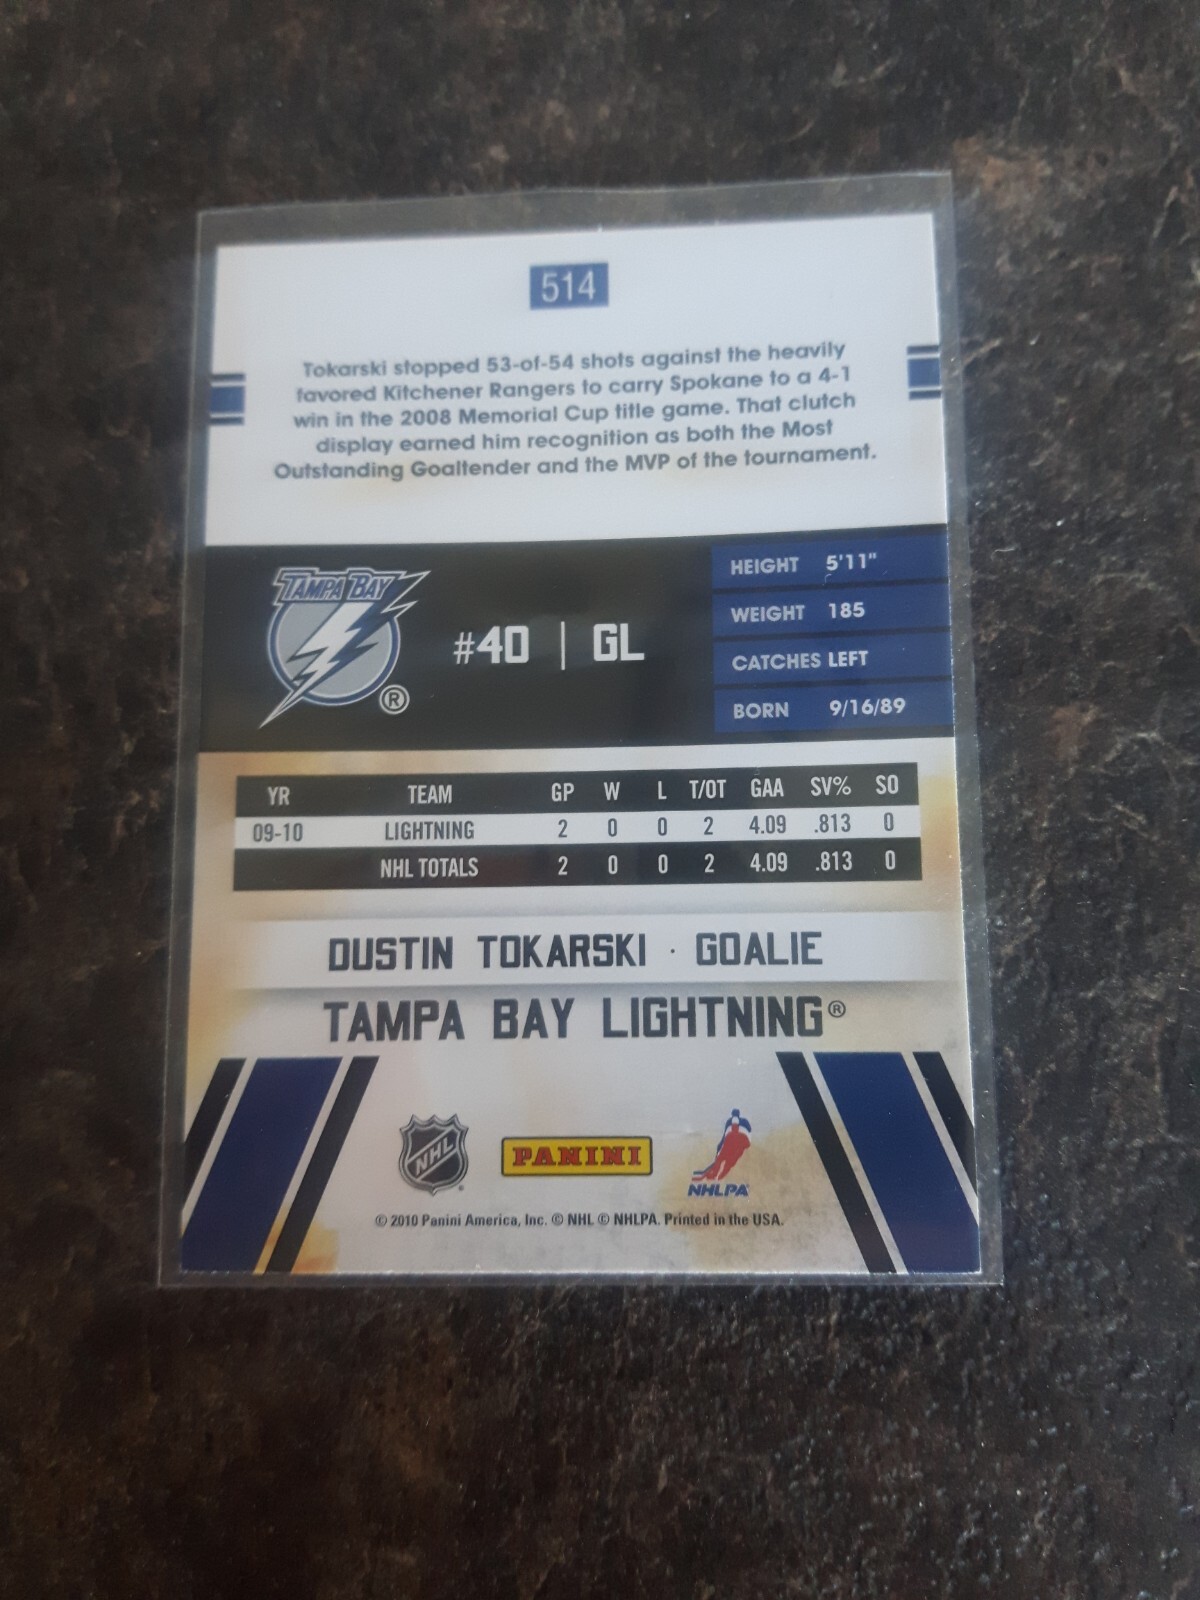 514
Tokarski stopped 53-of-54 shots against the heavily
favored Kitchener Rangers to carry Spokane to a 4-1
win in the 2008 Memorial Cup title game. That clutch
display earned him recognition as both the Most
Outstanding Goaltender and the MVP of the tournament.
TAMPA BAY ®
#40 | GL
HEIGHT 5'11"
WEIGHT 185
CATCHES LEFT
BORN 9/16/89
YR TEAM GP W L T/OT GAA SV% SO
09-10 LIGHTNING 2 0 0 2 4.09 .813 0
NHL TOTALS 2 0 0 2 4.09 .813 0
DUSTIN TOKARSKI · GOALIE
TAMPA BAY LIGHTNING®
NHL PANINI NHLPA
© 2010 Panini America, Inc. © NHL © NHLPA. Printed in the USA.